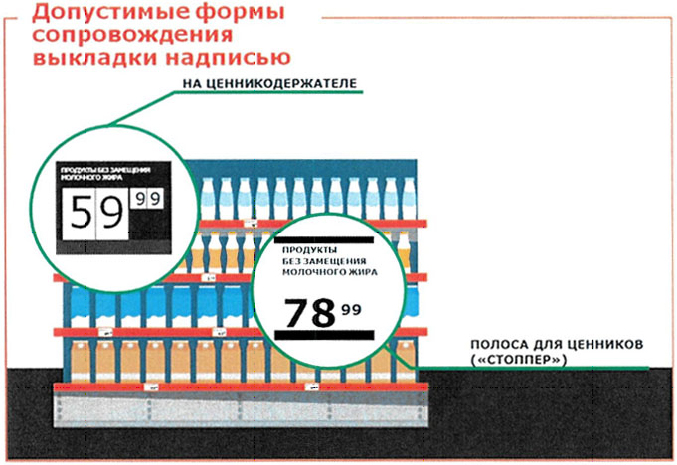 Допустимые формы
сопровождения
выкладки надписью
НА ЦЕННИКОДЕРЖАТЕЛЕ
ПРОДУКТЫ БЕЗ ЗАМЕЩЕНИЯ
МОЛОЧНОГО ЖИРА
59 99
ПРОДУКТЫ
БЕЗ ЗАМЕЩЕНИЯ
МОЛОЧНОГО ЖИРА
78 99
ПОЛОСА ДЛЯ ЦЕННИКОВ
(«СТОППЕР»)